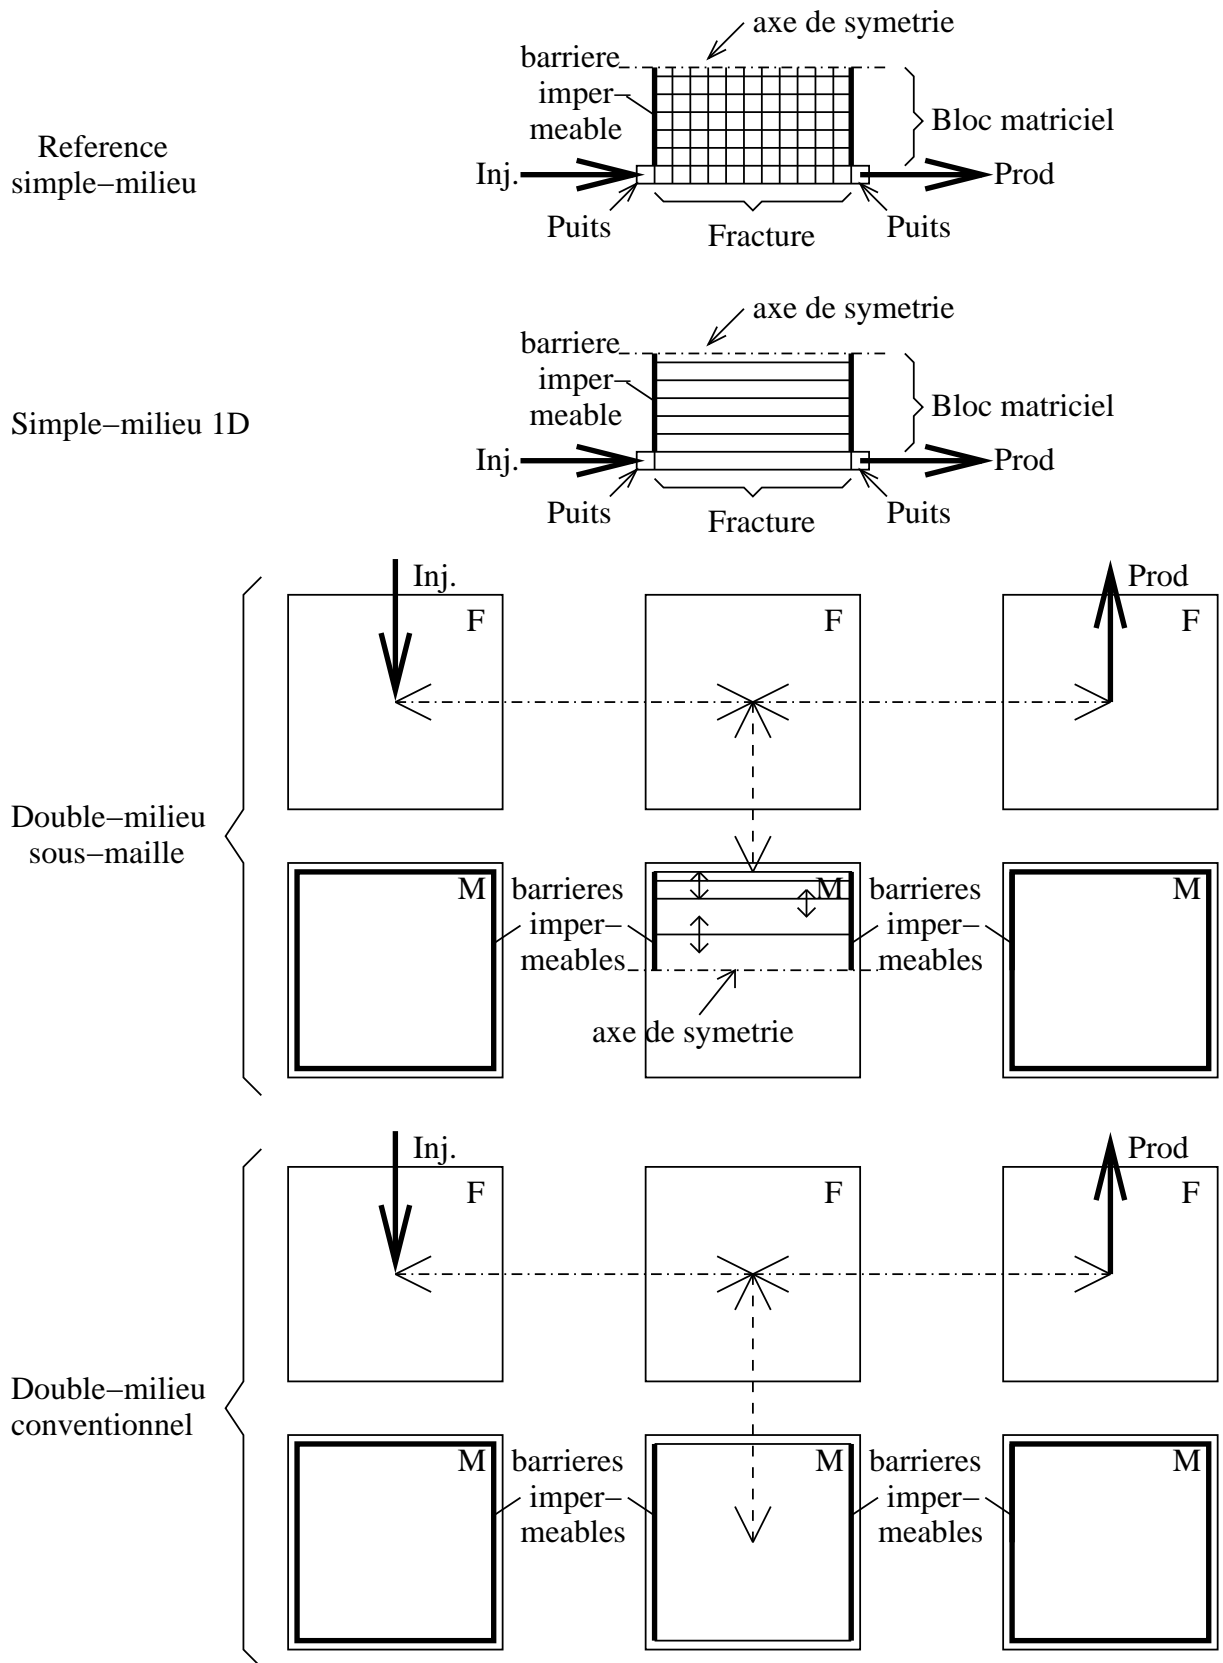 axe de symetrie
barriere
imper−
meable
Bloc matriciel
Reference
simple−milieu
Inj.
Prod
Puits
Fracture
Puits
axe de symetrie
barriere
imper−
meable
Bloc matriciel
Simple−milieu 1D
Inj.
Prod
Puits
Fracture
Puits
Inj.
Prod
F
F
F
Double−milieu
sous−maille
M
barrieres
imper−
meables
M
barrieres
imper−
meables
M
axe de symetrie
Inj.
Prod
F
F
F
Double−milieu
conventionnel
M
barrieres
imper−
meables
M
barrieres
imper−
meables
M